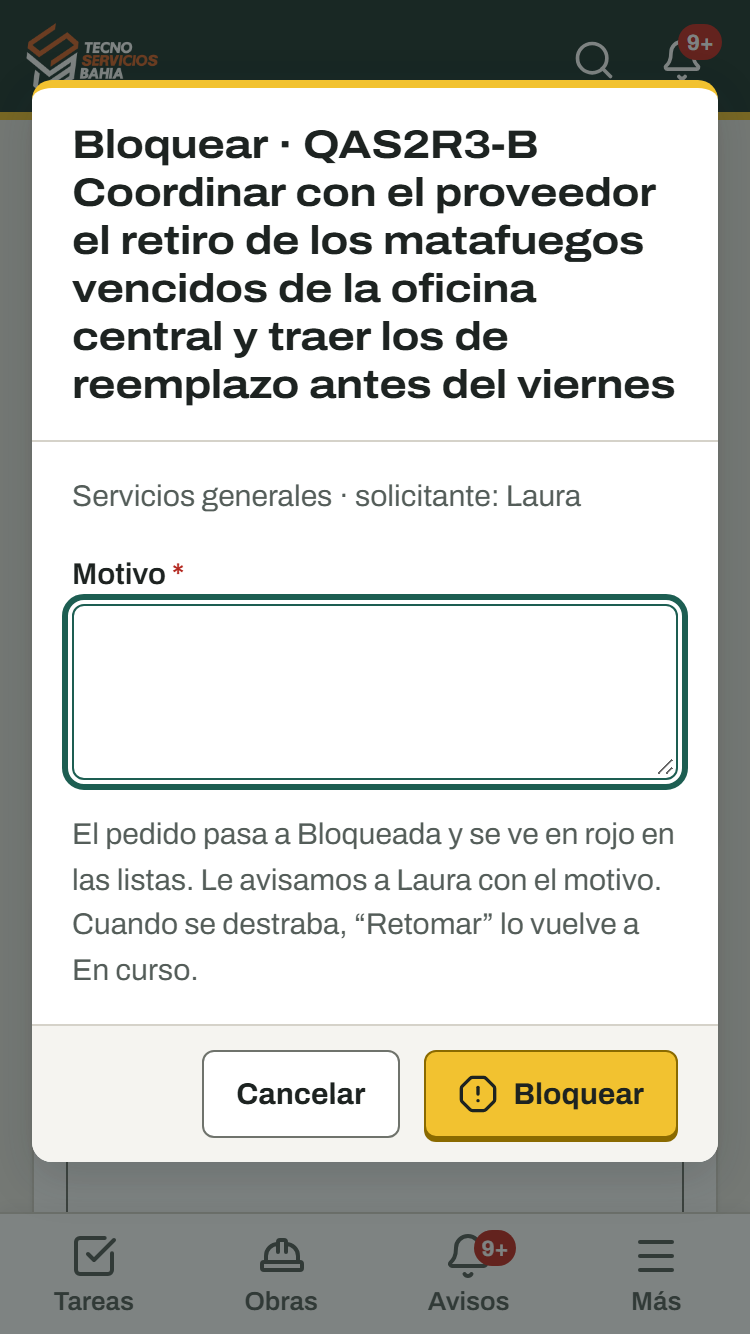 TECNO
SERVICIOS
BAHIA
9+
Bloquear · QAS2R3-B
Coordinar con el proveedor
el retiro de los matafuegos
vencidos de la oficina
central y traer los de
reemplazo antes del viernes
Servicios generales · solicitante: Laura
Motivo *
El pedido pasa a Bloqueada y se ve en rojo en
las listas. Le avisamos a Laura con el motivo.
Cuando se destraba, “Retomar” lo vuelve a
En curso.
Cancelar
Bloquear
9+
Tareas
Obras
Avisos
Más